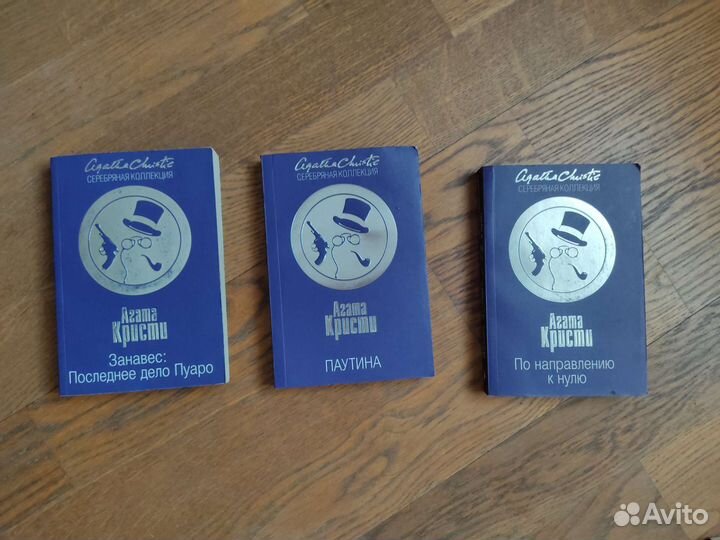 Agatha Christie
СЕРЕБРЯНАЯ КОЛЛЕКЦИЯ
Агата
Кристи
Занавес:
Последнее дело Пуаро
Agatha Christie
СЕРЕБРЯНАЯ КОЛЛЕКЦИЯ
Агата
Кристи
ПАУТИНА
Agatha Christie
СЕРЕБРЯНАЯ КОЛЛЕКЦИЯ
Агата
Кристи
По направлению
к нулю
Avito